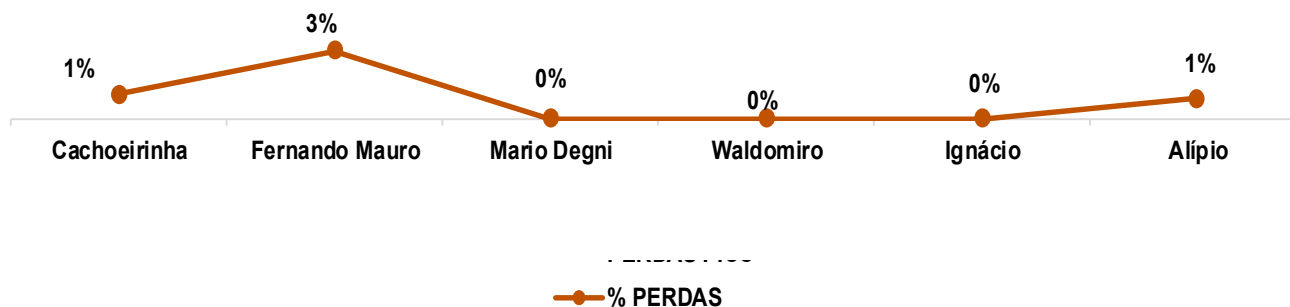 1% 3% 0% 0% 0% 1%
Cachoeirinha Fernando Mauro Mario Degni Waldomiro Ignácio Alípio
% PERDAS